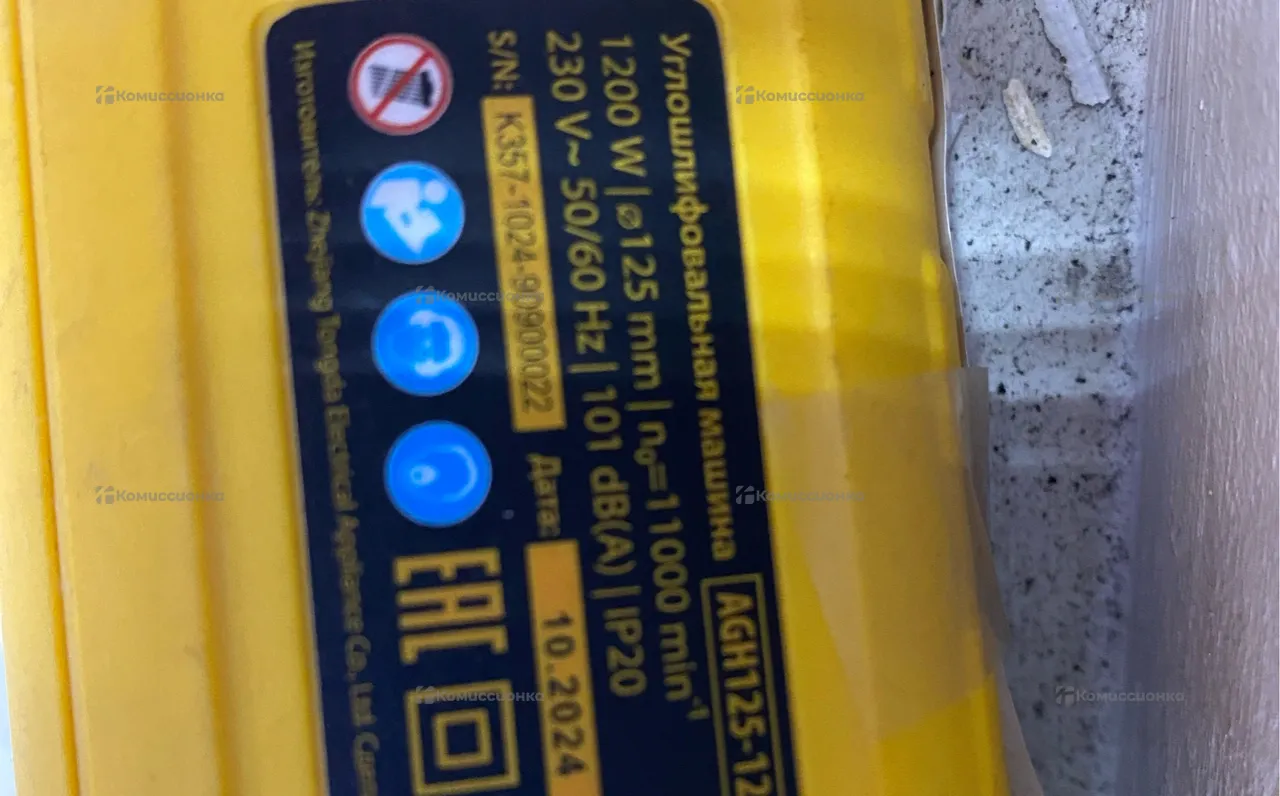 Углошлифовальная машина AGH125-12
1200 W | ⌀125 mm | n₀=11000 min⁻¹
230 V~ 50/60 Hz | 101 dB(A) | IP20
S/N: K357-1024-90900022 Дата: 10.2024
EAC
Изготовитель: Zhejiang Tongda Electrical Appliance Co., Ltd
Комиссионка
Комиссионка
Комиссионка
Комиссионка
Комиссионка
Комиссионка
Комиссионка